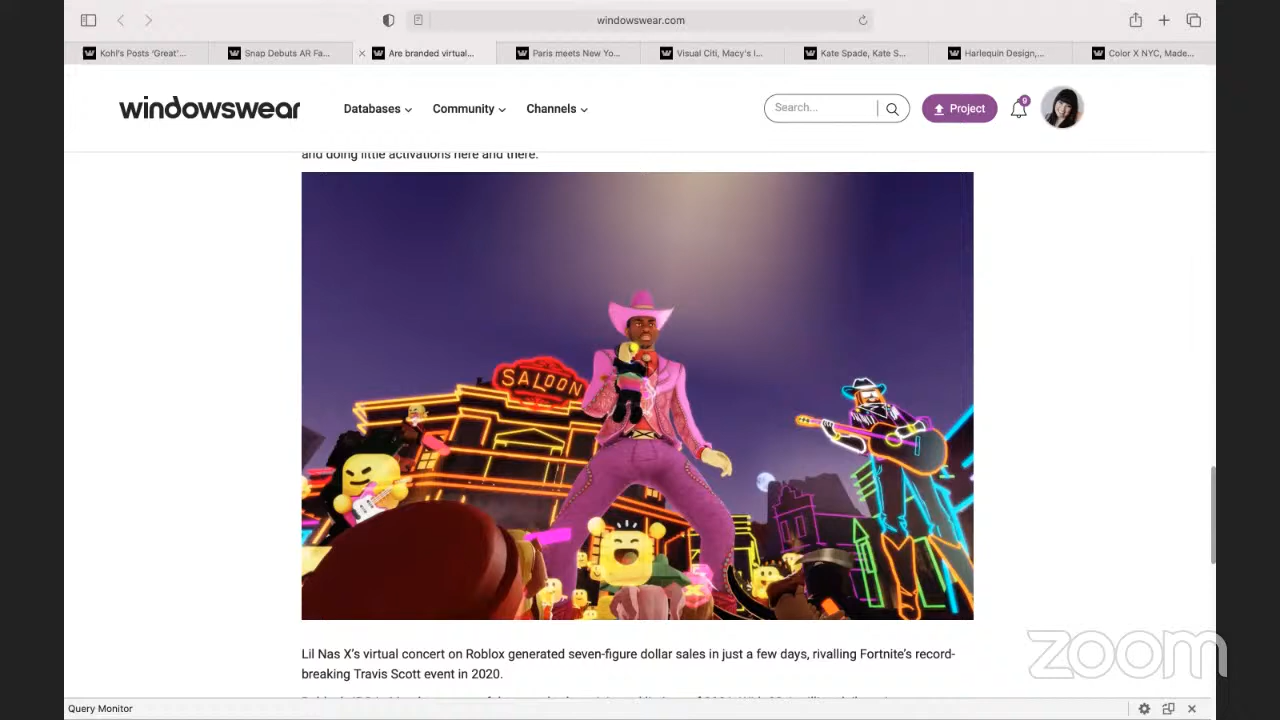 windowswear.com
Kohl's Posts 'Great'...
Snap Debuts AR Fa...
Are branded virtual...
Paris meets New Yo...
Visual Citi, Macy's I...
Kate Spade, Kate S...
Harlequin Design,...
Color X NYC, Made...
windowswear
Databases
Community
Channels
Search...
Project
9
and doing little activations here and there.
SALOON
Lil Nas X's virtual concert on Roblox generated seven-figure dollar sales in just a few days, rivalling Fortnite's record-
breaking Travis Scott event in 2020.
zoom
Query Monitor